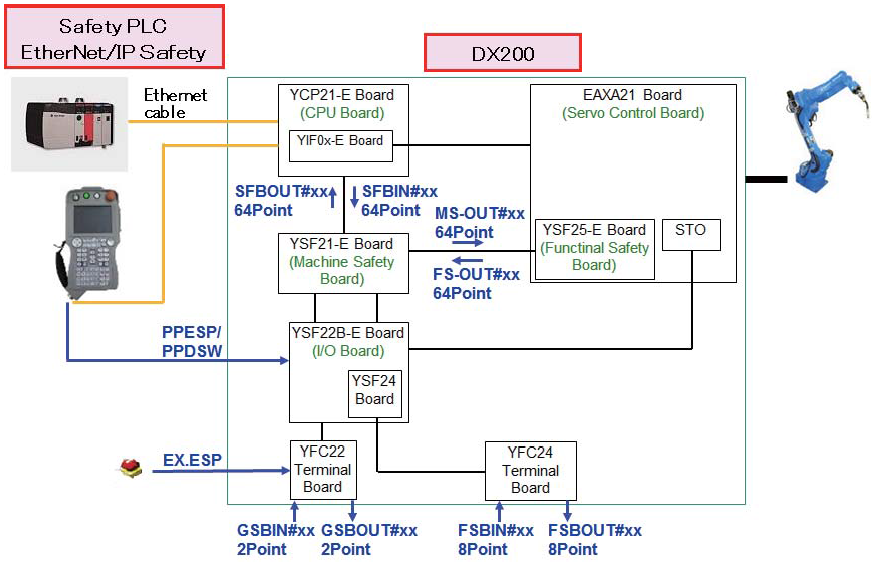 Safety PLC
EtherNet/IP Safety
DX200
Ethernet
cable
YCP21-E Board
(CPU Board)
YIF0x-E Board
EAXA21 Board
(Servo Control Board)
SFBOUT#xx
64Point
SFBIN#xx
64Point
MS-OUT#xx
64Point
YSF21-E Board
(Machine Safety
Board)
FS-OUT#xx
64Point
YSF25-E Board
(Functinal Safety
Board)
STO
PPESP/
PPDSW
YSF22B-E Board
(I/O Board)
YSF24
Board
EX.ESP
YFC22
Terminal
Board
YFC24
Terminal
Board
GSBIN#xx
2Point
GSBOUT#xx
2Point
FSBIN#xx
8Point
FSBOUT#xx
8Point